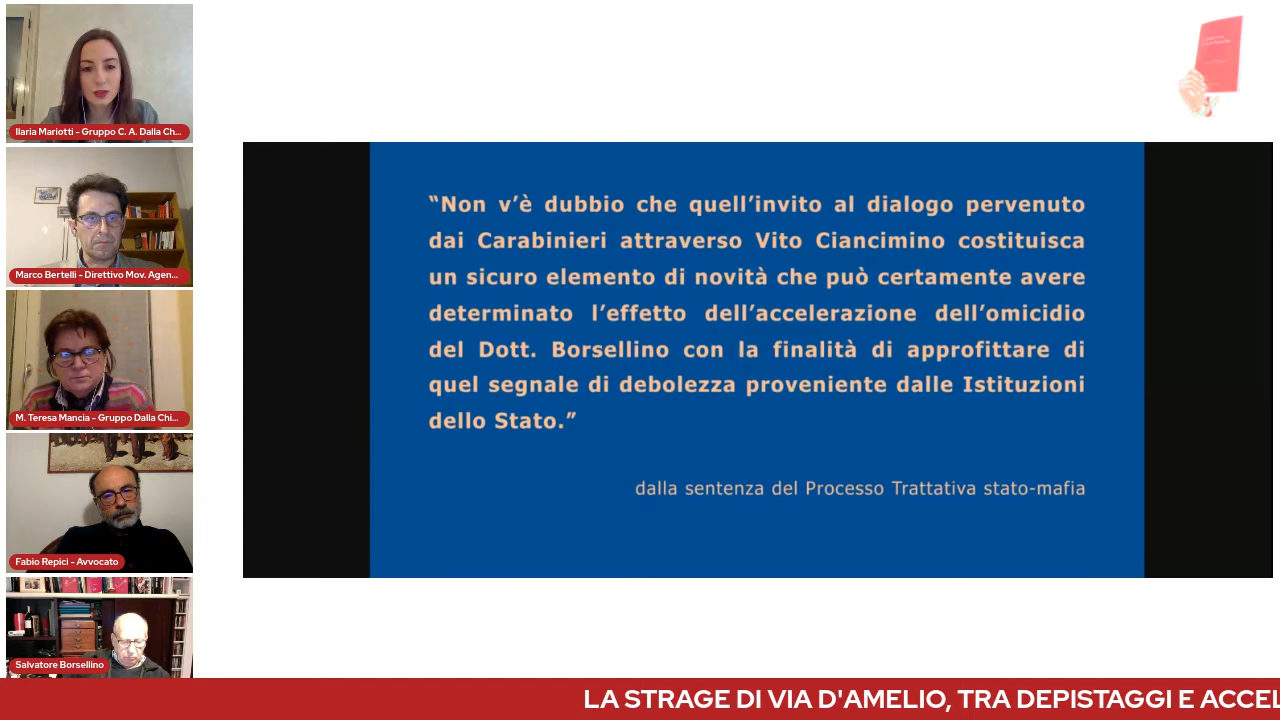 Ilaria Mariotti - Gruppo C. A. Dalla Ch...
Marco Bertelli - Direttivo Mov. Agen...
M. Teresa Mancia - Gruppo Dalla Chi...
Fabio Repici - Avvocato
Salvatore Borsellino
“Non v’è dubbio che quell’invito al dialogo pervenuto
dai Carabinieri attraverso Vito Ciancimino costituisca
un sicuro elemento di novità che può certamente avere
determinato l’effetto dell’accelerazione dell’omicidio
del Dott. Borsellino con la finalità di approfittare di
quel segnale di debolezza proveniente dalle Istituzioni
dello Stato.”
dalla sentenza del Processo Trattativa stato-mafia
LA STRAGE DI VIA D'AMELIO, TRA DEPISTAGGI E ACCEL